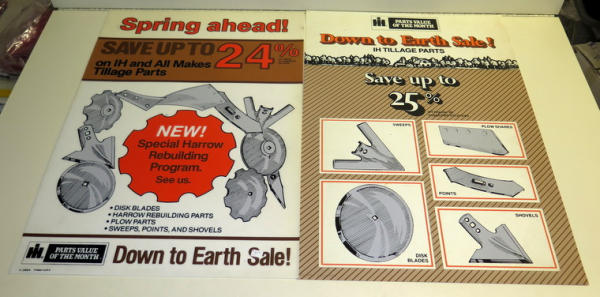 Spring ahead!
SAVE UP TO 24%
on IH and All Makes
Tillage Parts
NEW!
Special Harrow
Rebuilding
Program.
See us.
• DISK BLADES
• HARROW REBUILDING PARTS
• PLOW PARTS
• SWEEPS, POINTS, AND SHOVELS
PARTS VALUE
OF THE MONTH
Down to Earth Sale!
PARTS VALUE
OF THE MONTH
Down to Earth Sale!
IH TILLAGE PARTS
Save up to
25%
SWEEPS
PLOW SHARES
POINTS
SHOVELS
DISK
BLADES